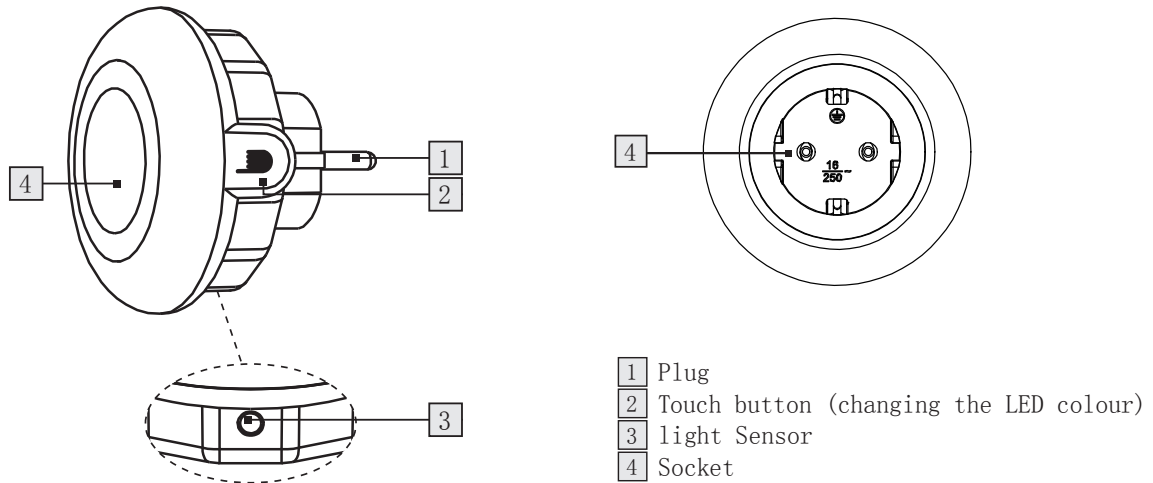 4
1
2
3
4
16
250~
1 Plug
2 Touch button (changing the LED colour)
3 light Sensor
4 Socket